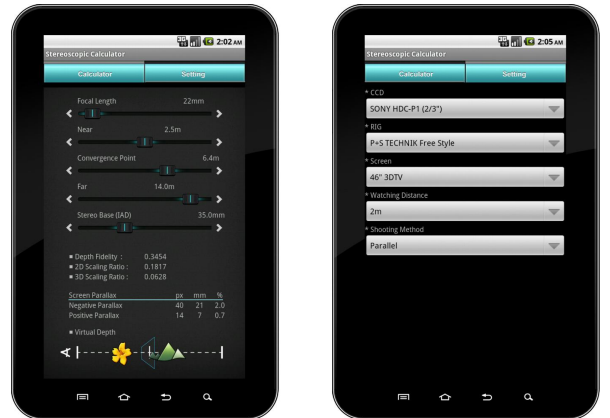 2:02 AM
Stereoscopic Calculator
Calculator Setting
Focal Length 22mm
Near 2.5m
Convergence Point 6.4m
Far 14.0m
Stereo Base (IAD) 35.0mm
Depth Fidelity : 0.3454
2D Scaling Ratio : 0.1817
3D Scaling Ratio : 0.0628
Screen Parallax px mm %
Negative Parallax 40 21 2.0
Positive Parallax 14 7 0.7
Virtual Depth
2:05 AM
Stereoscopic Calculator
Calculator Setting
* CCD
SONY HDC-P1 (2/3")
* RIG
P+S TECHNIK Free Style
* Screen
46" 3DTV
* Watching Distance
2m
* Shooting Method
Parallel